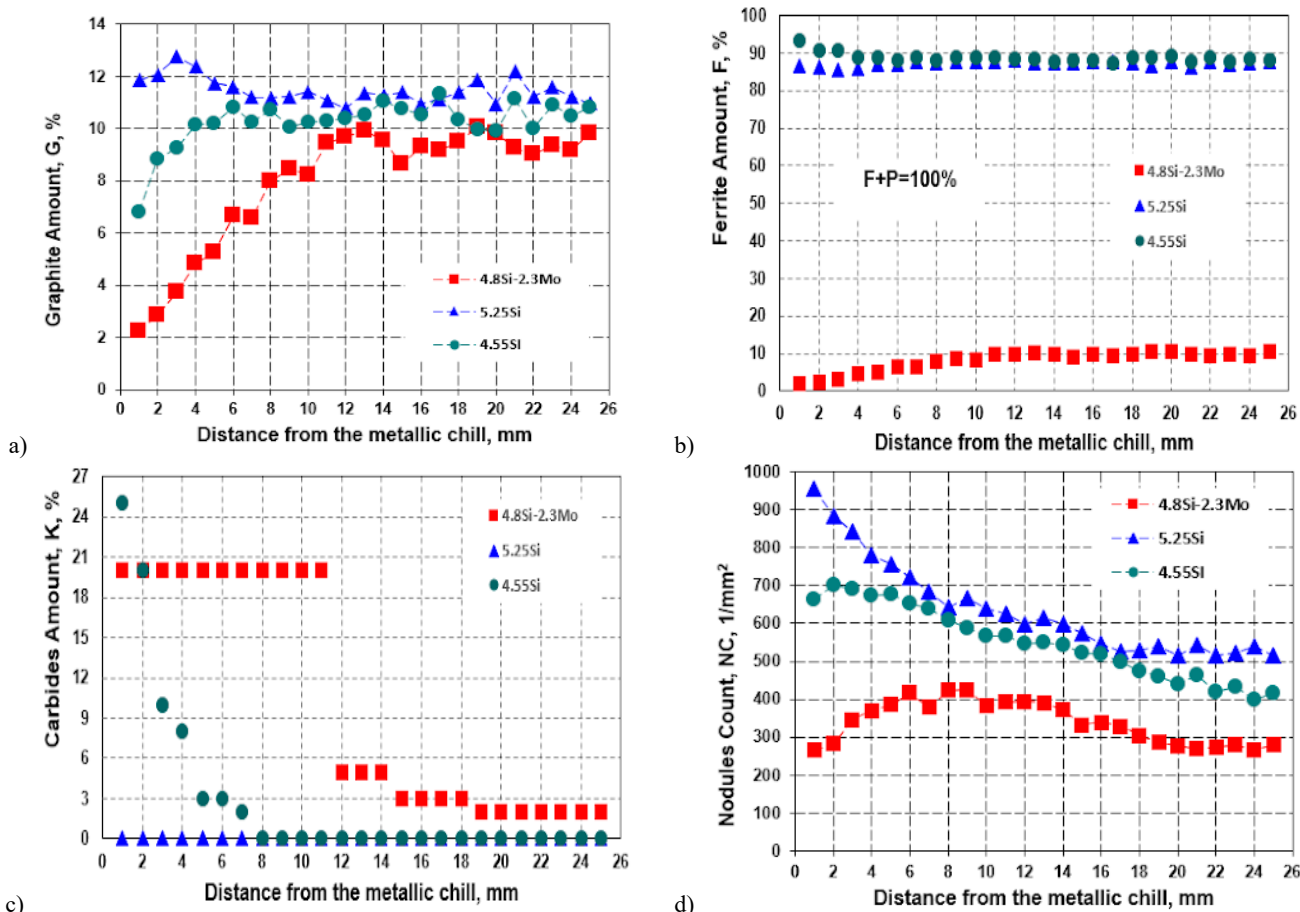 14
12
10
8
6
4
2
0
Graphite Amount, G, %
4.8Si-2.3Mo
5.25Si
4.55SI
0 2 4 6 8 10 12 14 16 18 20 22 24 26
Distance from the metallic chill, mm
a)
100
90
80
70
60
50
40
30
20
10
0
Ferrite Amount, F, %
F+P=100%
4.8Si-2.3Mo
5.25Si
4.55Si
0 2 4 6 8 10 12 14 16 18 20 22 24 26
Distance from the metallic chill, mm
b)
27
24
21
18
15
12
9
6
3
0
Carbides Amount, K, %
4.8Si-2.3Mo
5.25Si
4.55Si
0 2 4 6 8 10 12 14 16 18 20 22 24 26
Distance from the metallic chill, mm
c)
1000
900
800
700
600
500
400
300
200
100
0
Nodules Count, NC, 1/mm²
4.8Si-2.3Mo
5.25Si
4.55SI
0 2 4 6 8 10 12 14 16 18 20 22 24 26
Distance from the metallic chill, mm
d)